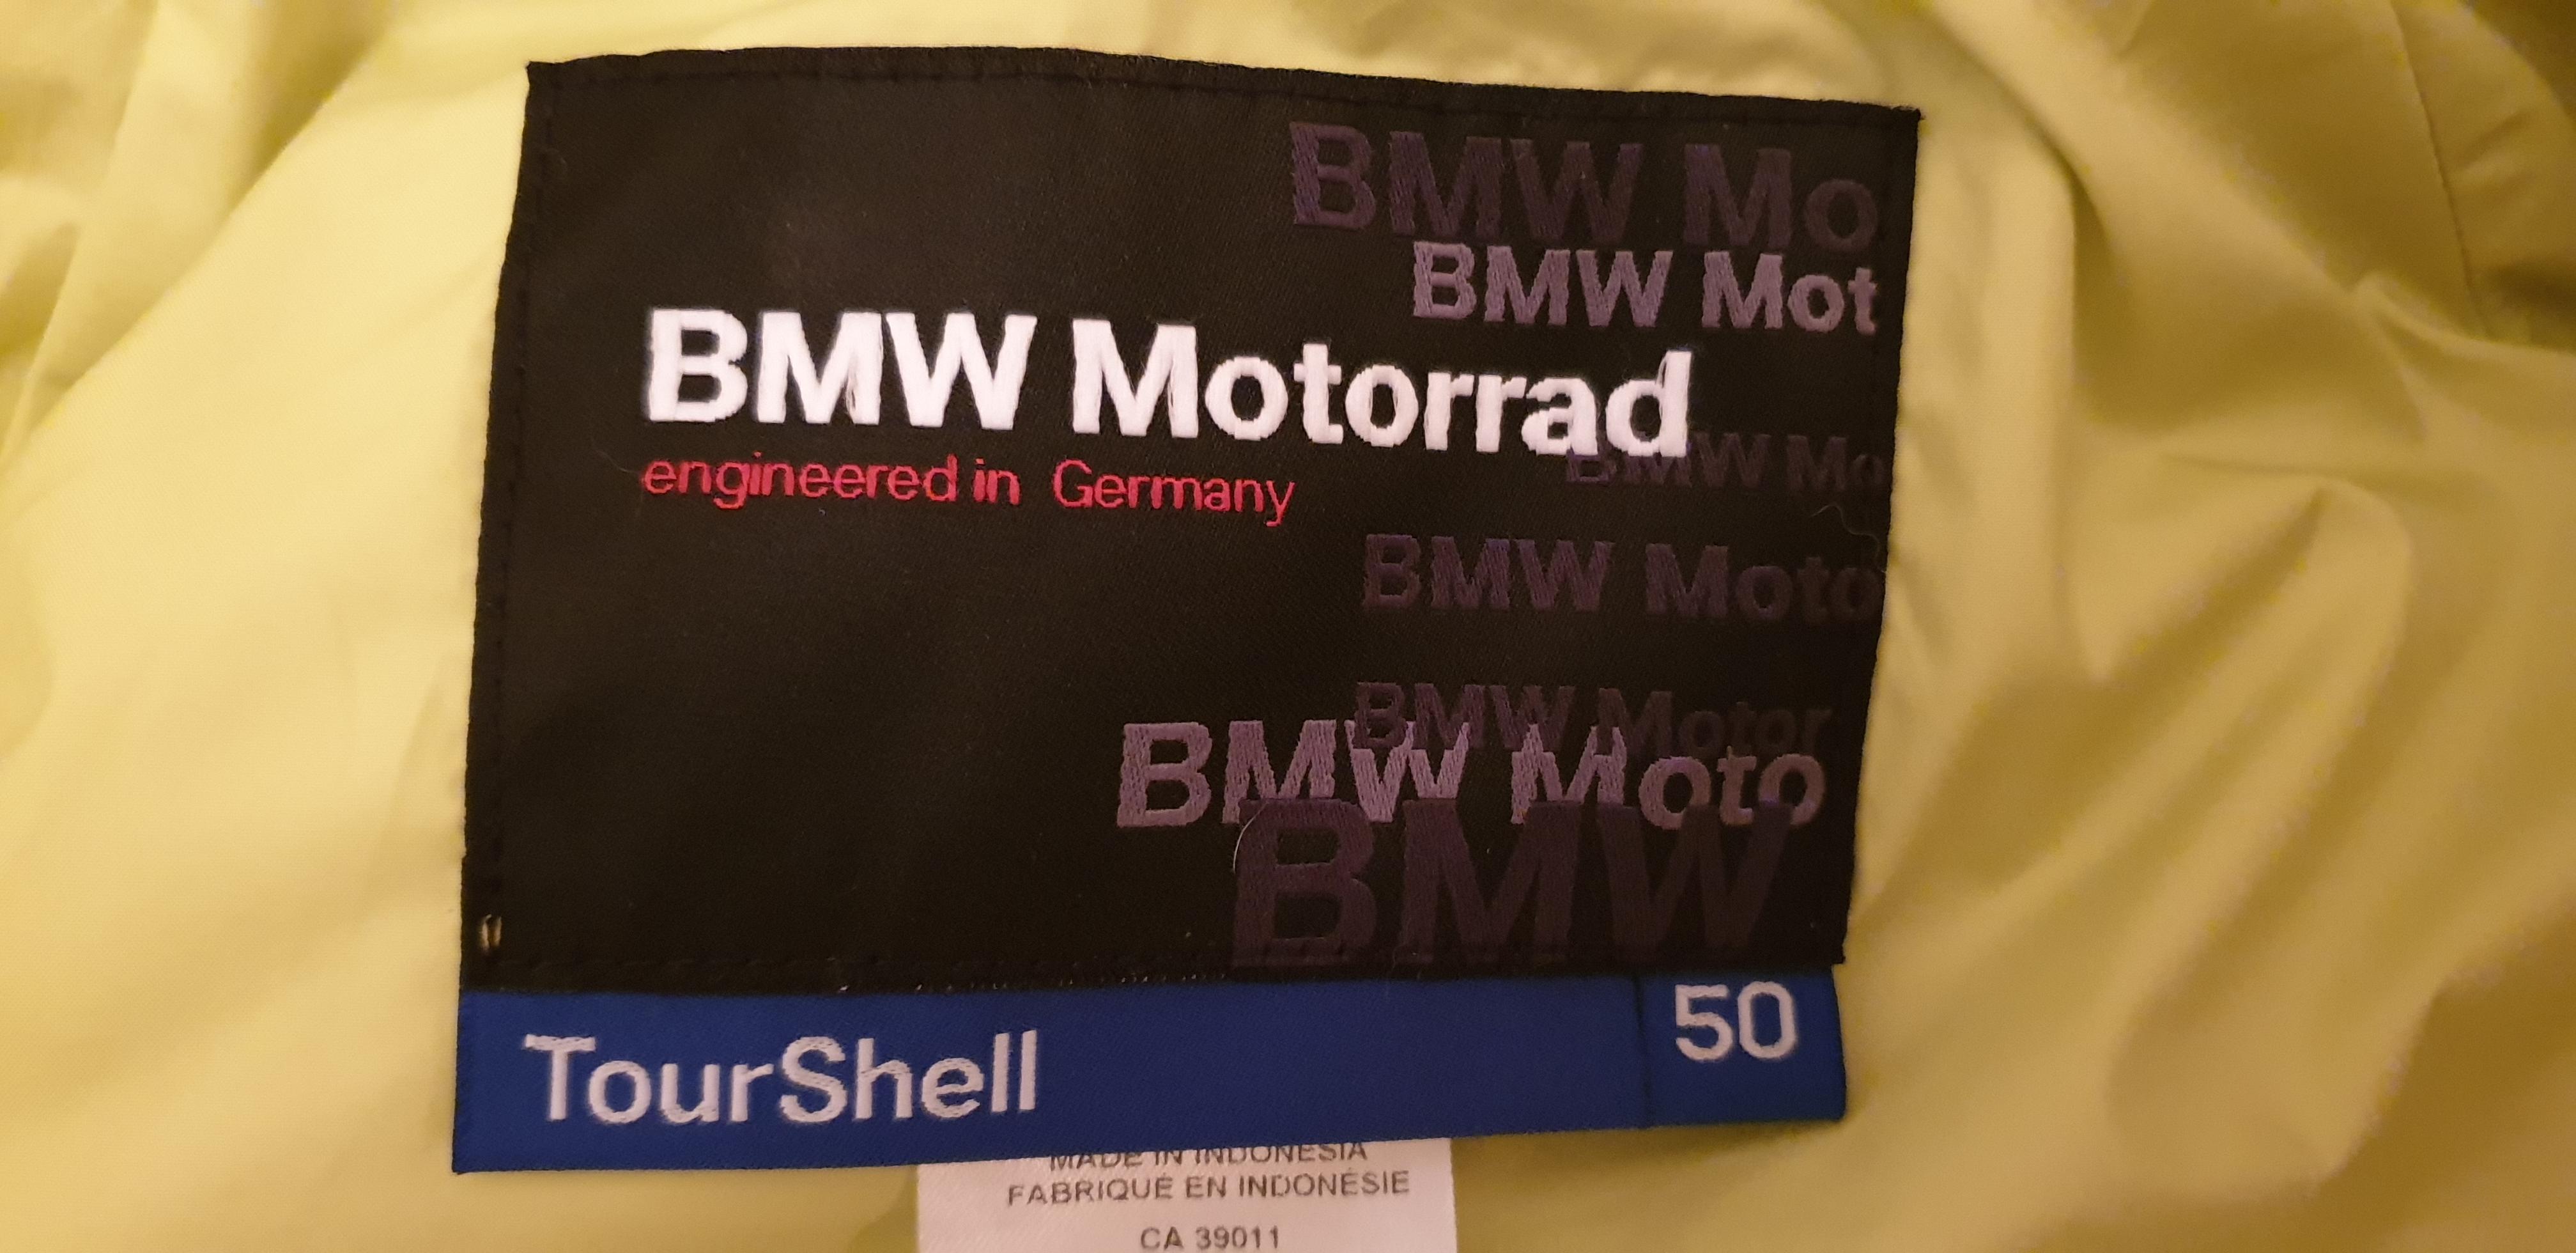 BMW Mo
BMW Mot
BMW Motorrad
BMW Mo
engineered in Germany
BMW Moto
BMW Motor
BMW Moto
BMW
TourShell
50
MADE IN INDONESIA
FABRIQUÉ EN INDONÉSIE
CA 39011